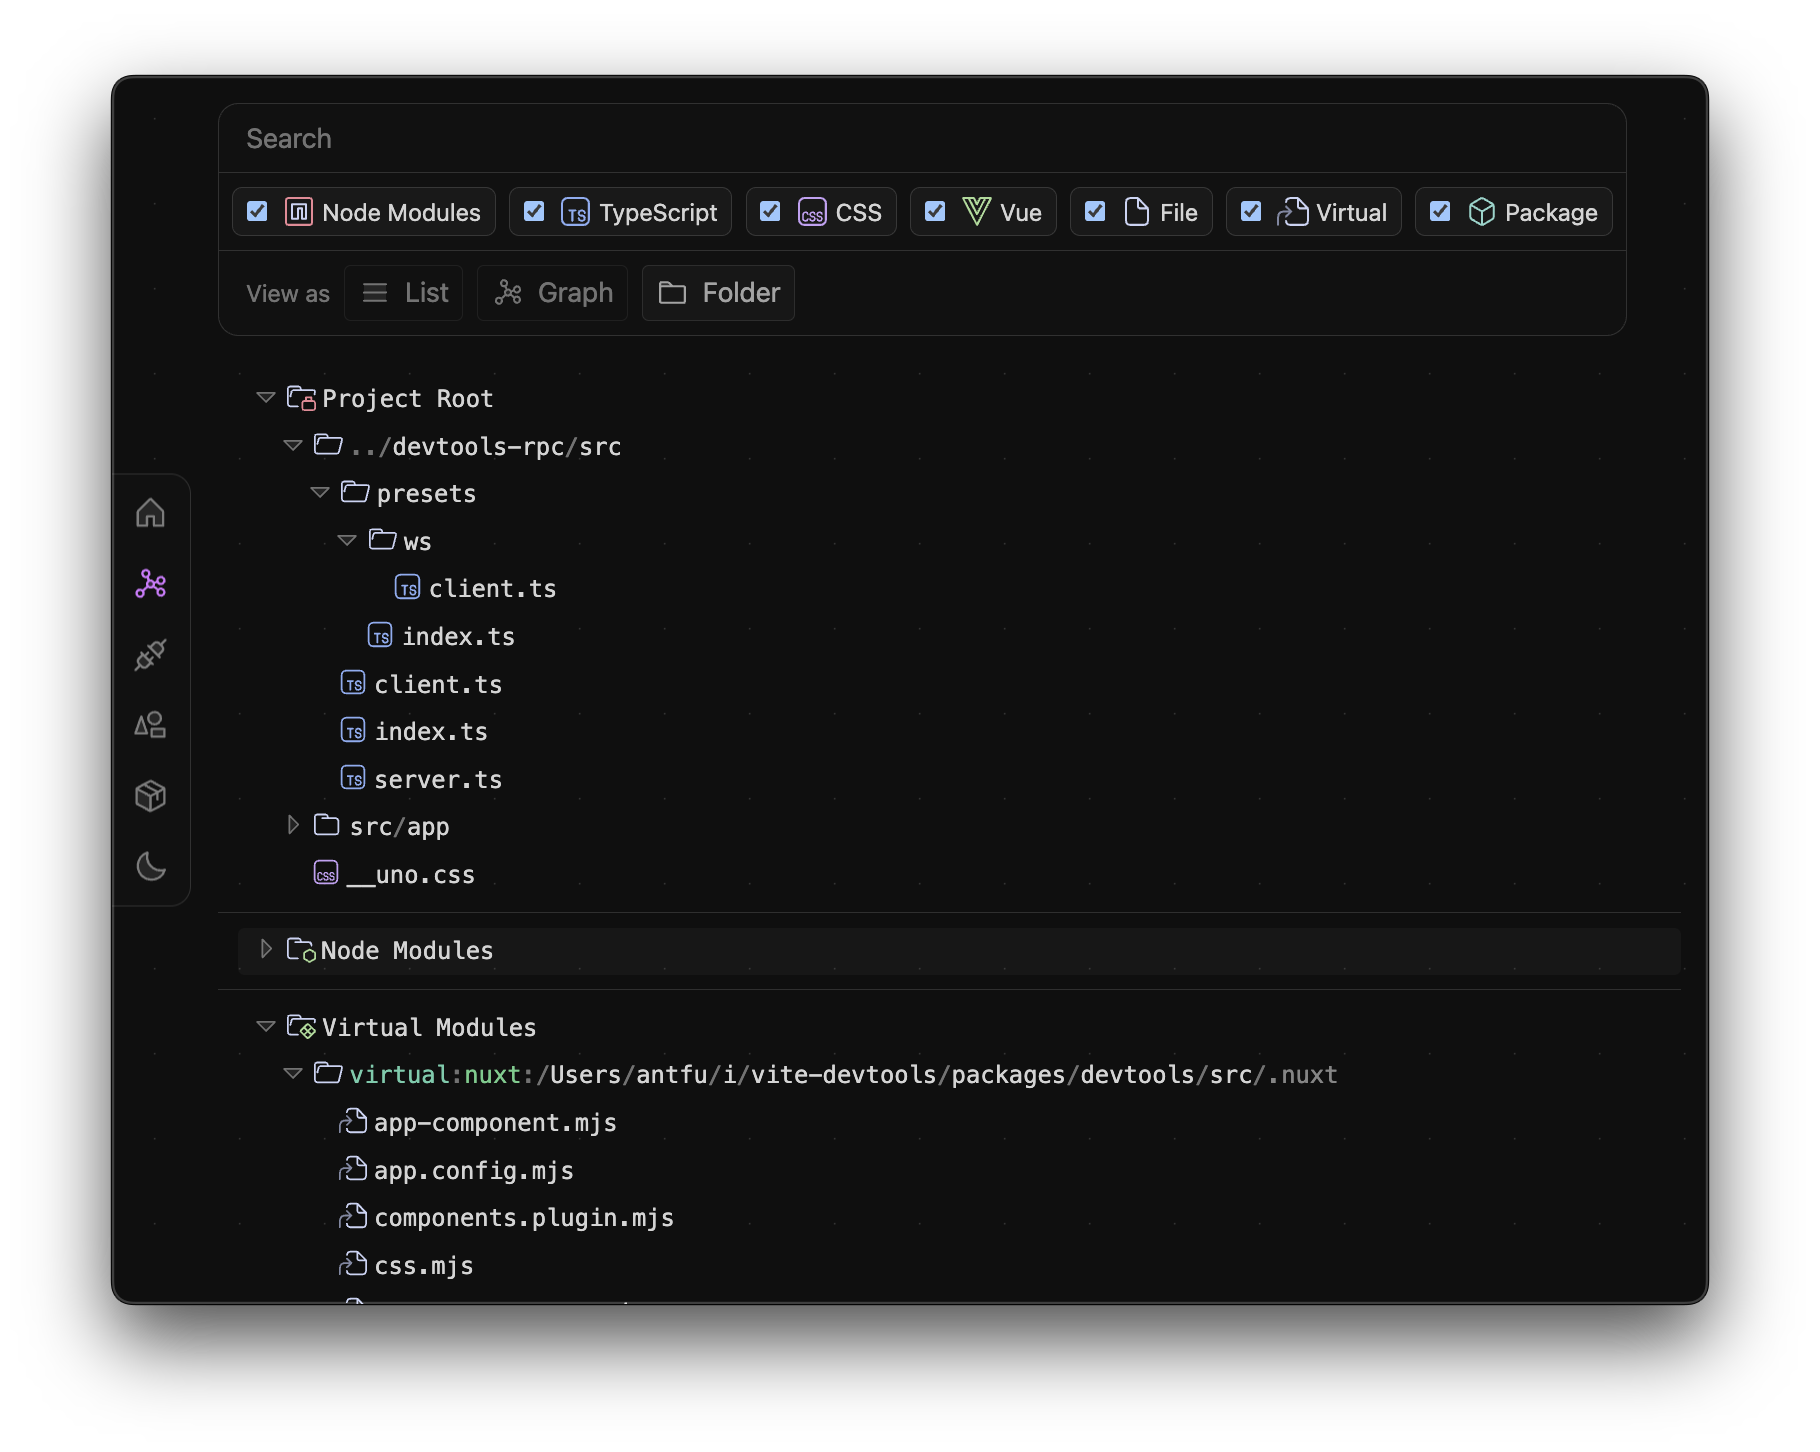 Search
Node Modules TypeScript CSS Vue File Virtual Package
View as List Graph Folder
Project Root
../devtools-rpc/src
presets
ws
client.ts
index.ts
client.ts
index.ts
server.ts
src/app
__uno.css
Node Modules
Virtual Modules
virtual:nuxt:/Users/antfu/i/vite-devtools/packages/devtools/src/.nuxt
app-component.mjs
app.config.mjs
components.plugin.mjs
css.mjs